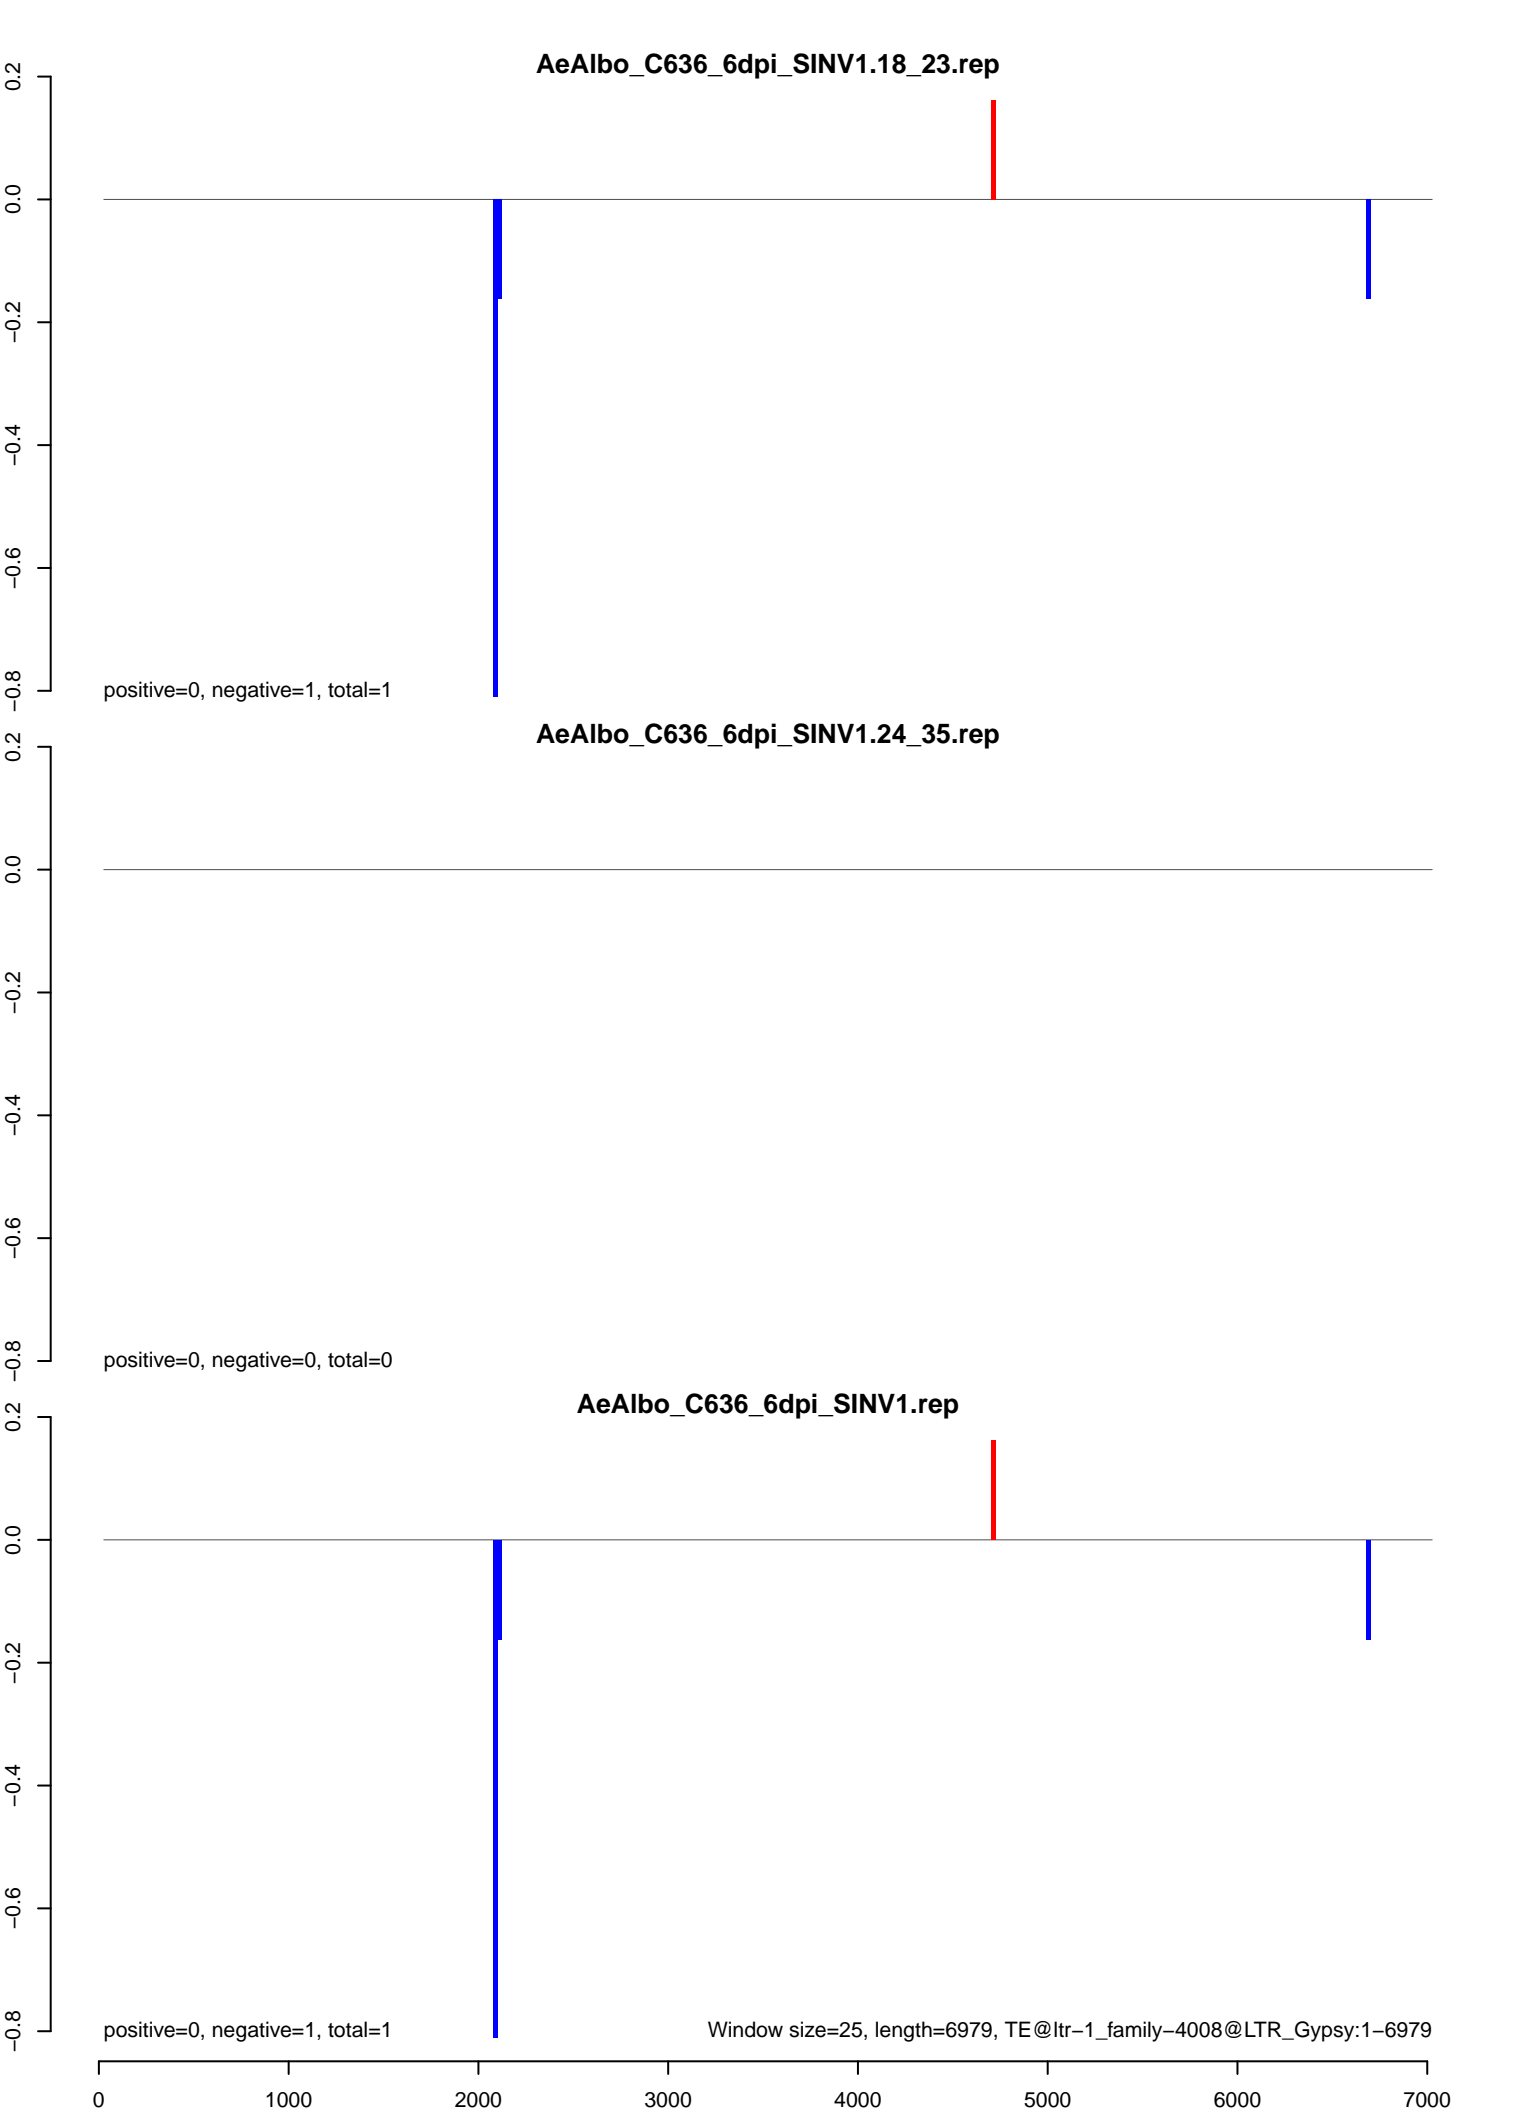 AeAlbo_C636_6dpi_SINV1.18_23.rep
0.2
0.0
−0.2
−0.4
−0.6
−0.8
positive=0, negative=1, total=1
AeAlbo_C636_6dpi_SINV1.24_35.rep
0.2
0.0
−0.2
−0.4
−0.6
−0.8
positive=0, negative=0, total=0
AeAlbo_C636_6dpi_SINV1.rep
0.2
0.0
−0.2
−0.4
−0.6
−0.8
positive=0, negative=1, total=1
Window size=25, length=6979, TE@ltr−1_family−4008@LTR_Gypsy:1−6979
0 1000 2000 3000 4000 5000 6000 7000